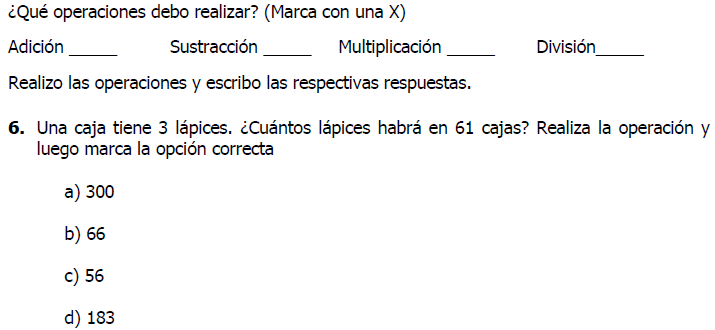 ¿Qué operaciones debo realizar? (Marca con una X)
Adición _____ Sustracción _____ Multiplicación _____ División_____
Realizo las operaciones y escribo las respectivas respuestas.
6. Una caja tiene 3 lápices. ¿Cuántos lápices habrá en 61 cajas? Realiza la operación y
luego marca la opción correcta
a) 300
b) 66
c) 56
d) 183